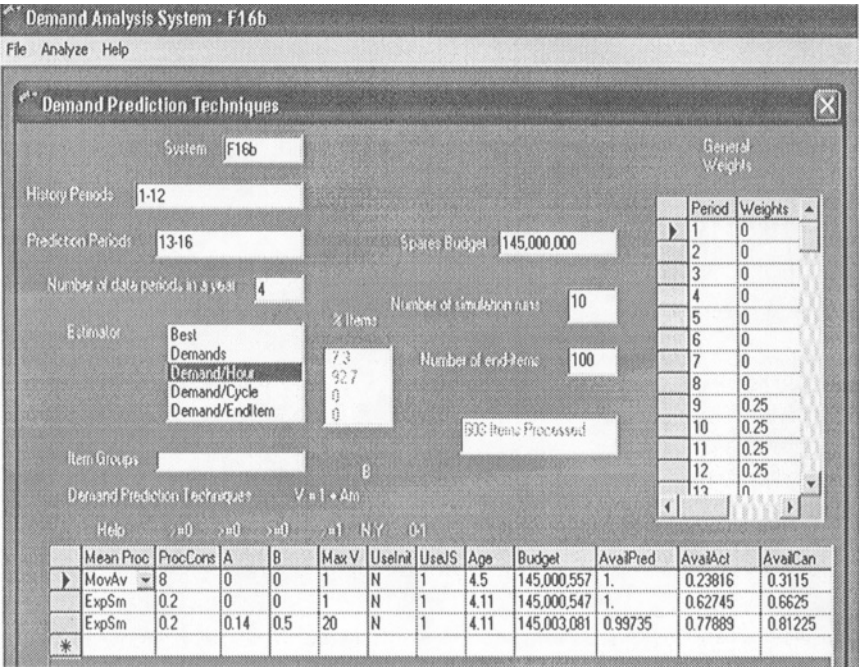 Demand Analysis System - F16b
File Analyze Help
Demand Prediction Techniques
System F16b
General Weights
History Periods 1-12
Prediction Periods 13-16
Spares Budget 145,000,000
Number of date periods in a year 4
Number of simulation runs 10
Estimator
Best
Demands
Demand/Hour
Demand/Cycle
Demand/EndItem
% Items
7.3
92.7
0
0
Number of end-items 100
603 Items Processed
Period Weights
1 0
2 0
3 0
4 0
5 0
6 0
7 0
8 0
9 0.25
10 0.25
11 0.25
12 0.25
13 0
Item Groups
B
Demand Prediction Techniques V = 1 + Am
Help >=0 >=0 >=0 >=1 N,Y 0-1
Mean Proc ProcCons A B Max V UseInit UseJS Age Budget AvailPred AvailAct AvailCan
MovAv 8 0 0 1 N 1 4.5 145,000,557 1. 0.23816 0.3115
ExpSm 0.2 0 0 1 N 1 4.11 145,000,547 1. 0.62745 0.6625
ExpSm 0.2 0.14 0.5 20 N 1 4.11 145,003,081 0.99735 0.77889 0.81225